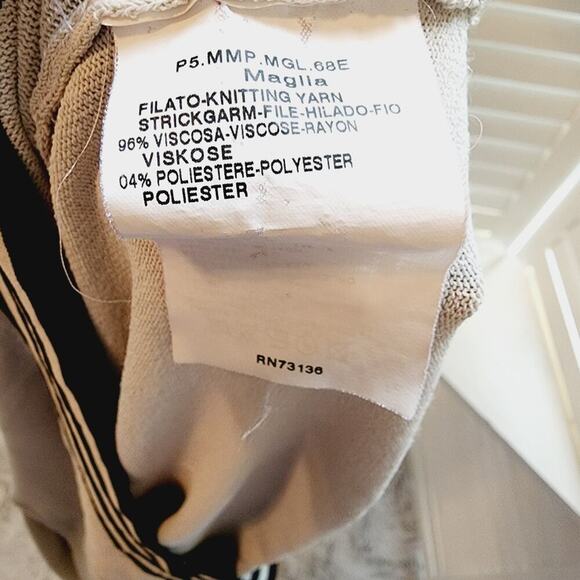 P5.MMP.MGL.68E
Maglia
FILATO-KNITTING YARN
STRICKGARM-FILE-HILADO-FIO
96% VISCOSA-VISCOSE-RAYON
VISKOSE
04% POLIESTERE-POLYESTER
POLIESTER
RN73136